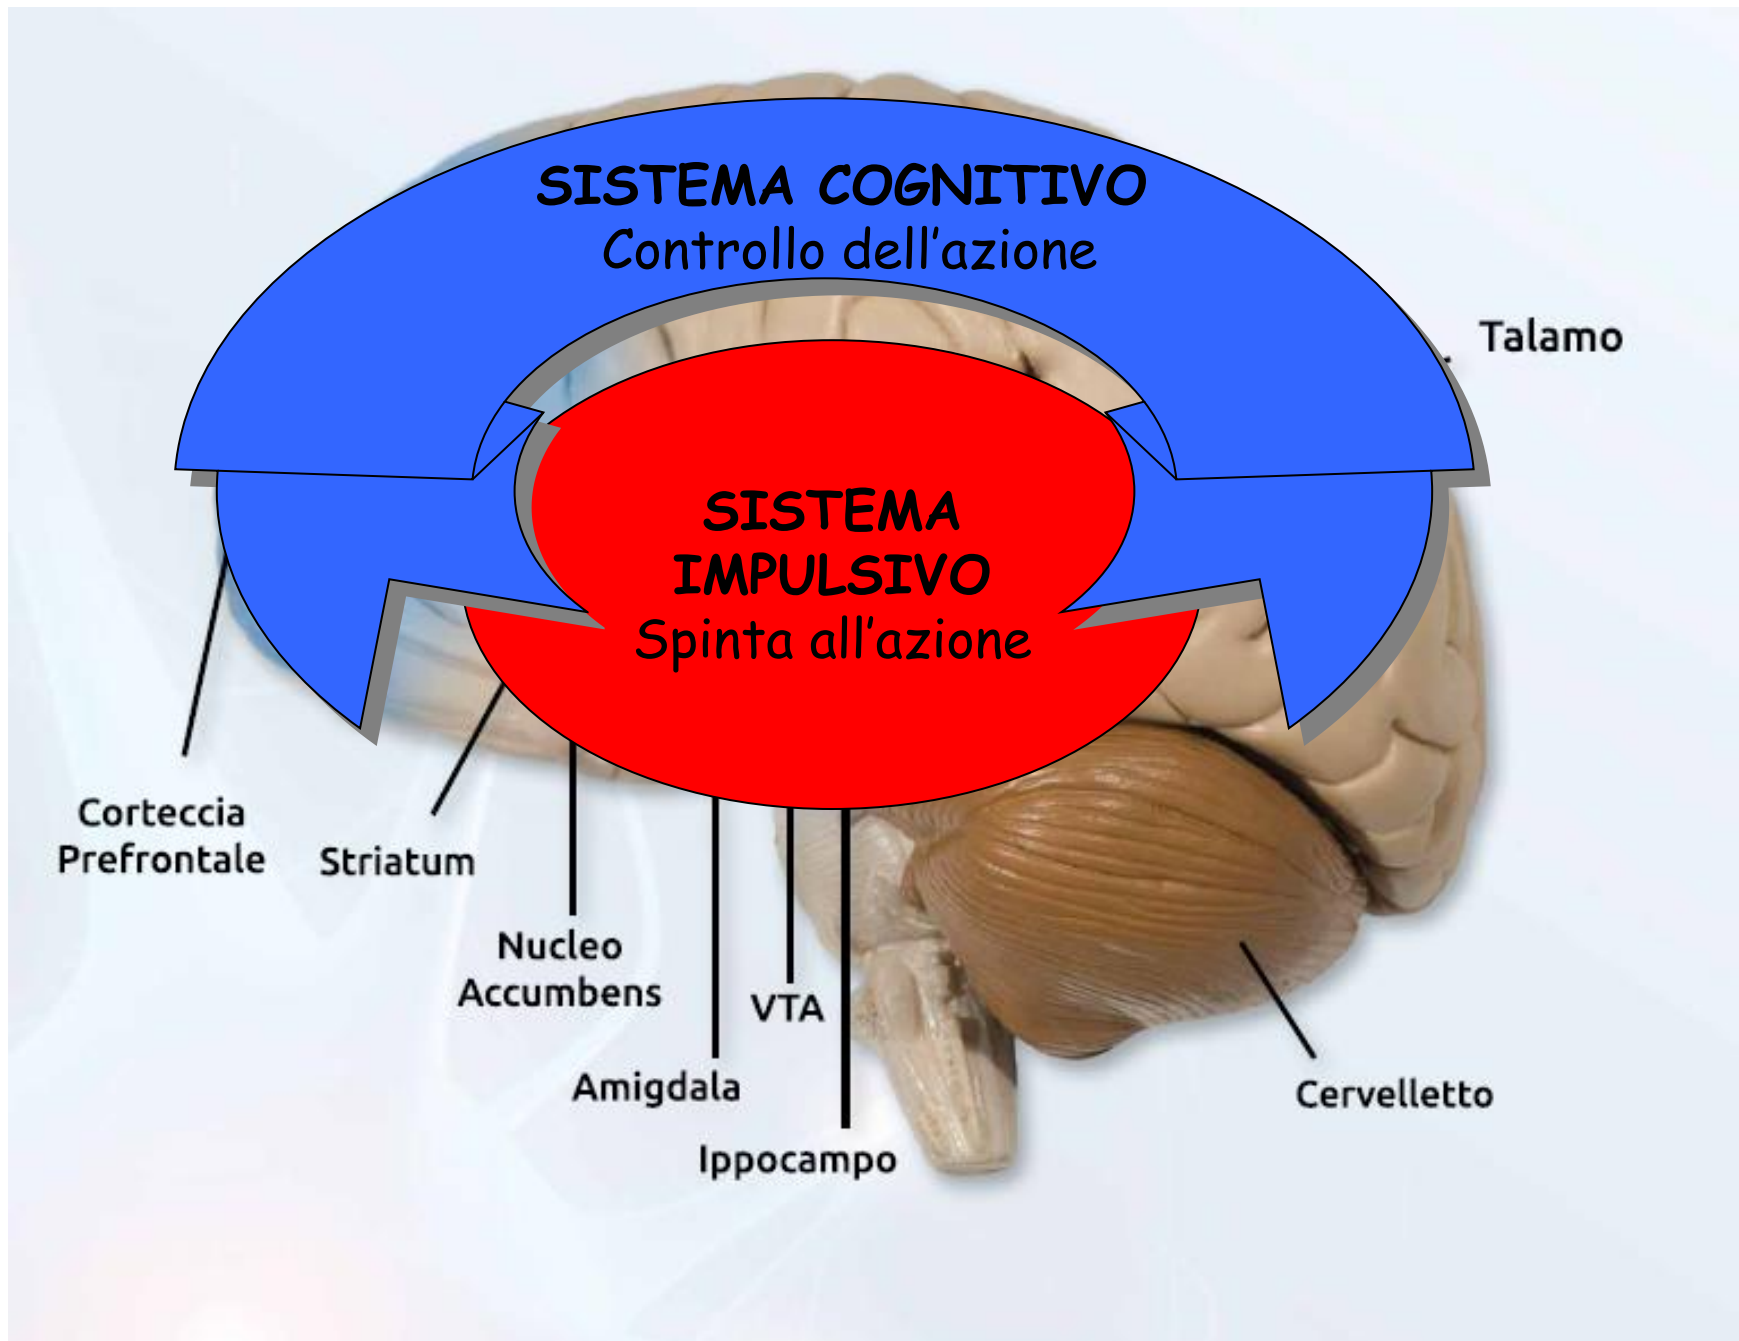 SISTEMA COGNITIVO
Controllo dell'azione
Talamo
SISTEMA
IMPULSIVO
Spinta all'azione
Corteccia
Prefrontale
Striatum
Nucleo
Accumbens
VTA
Amigdala
Cervelletto
Ippocampo